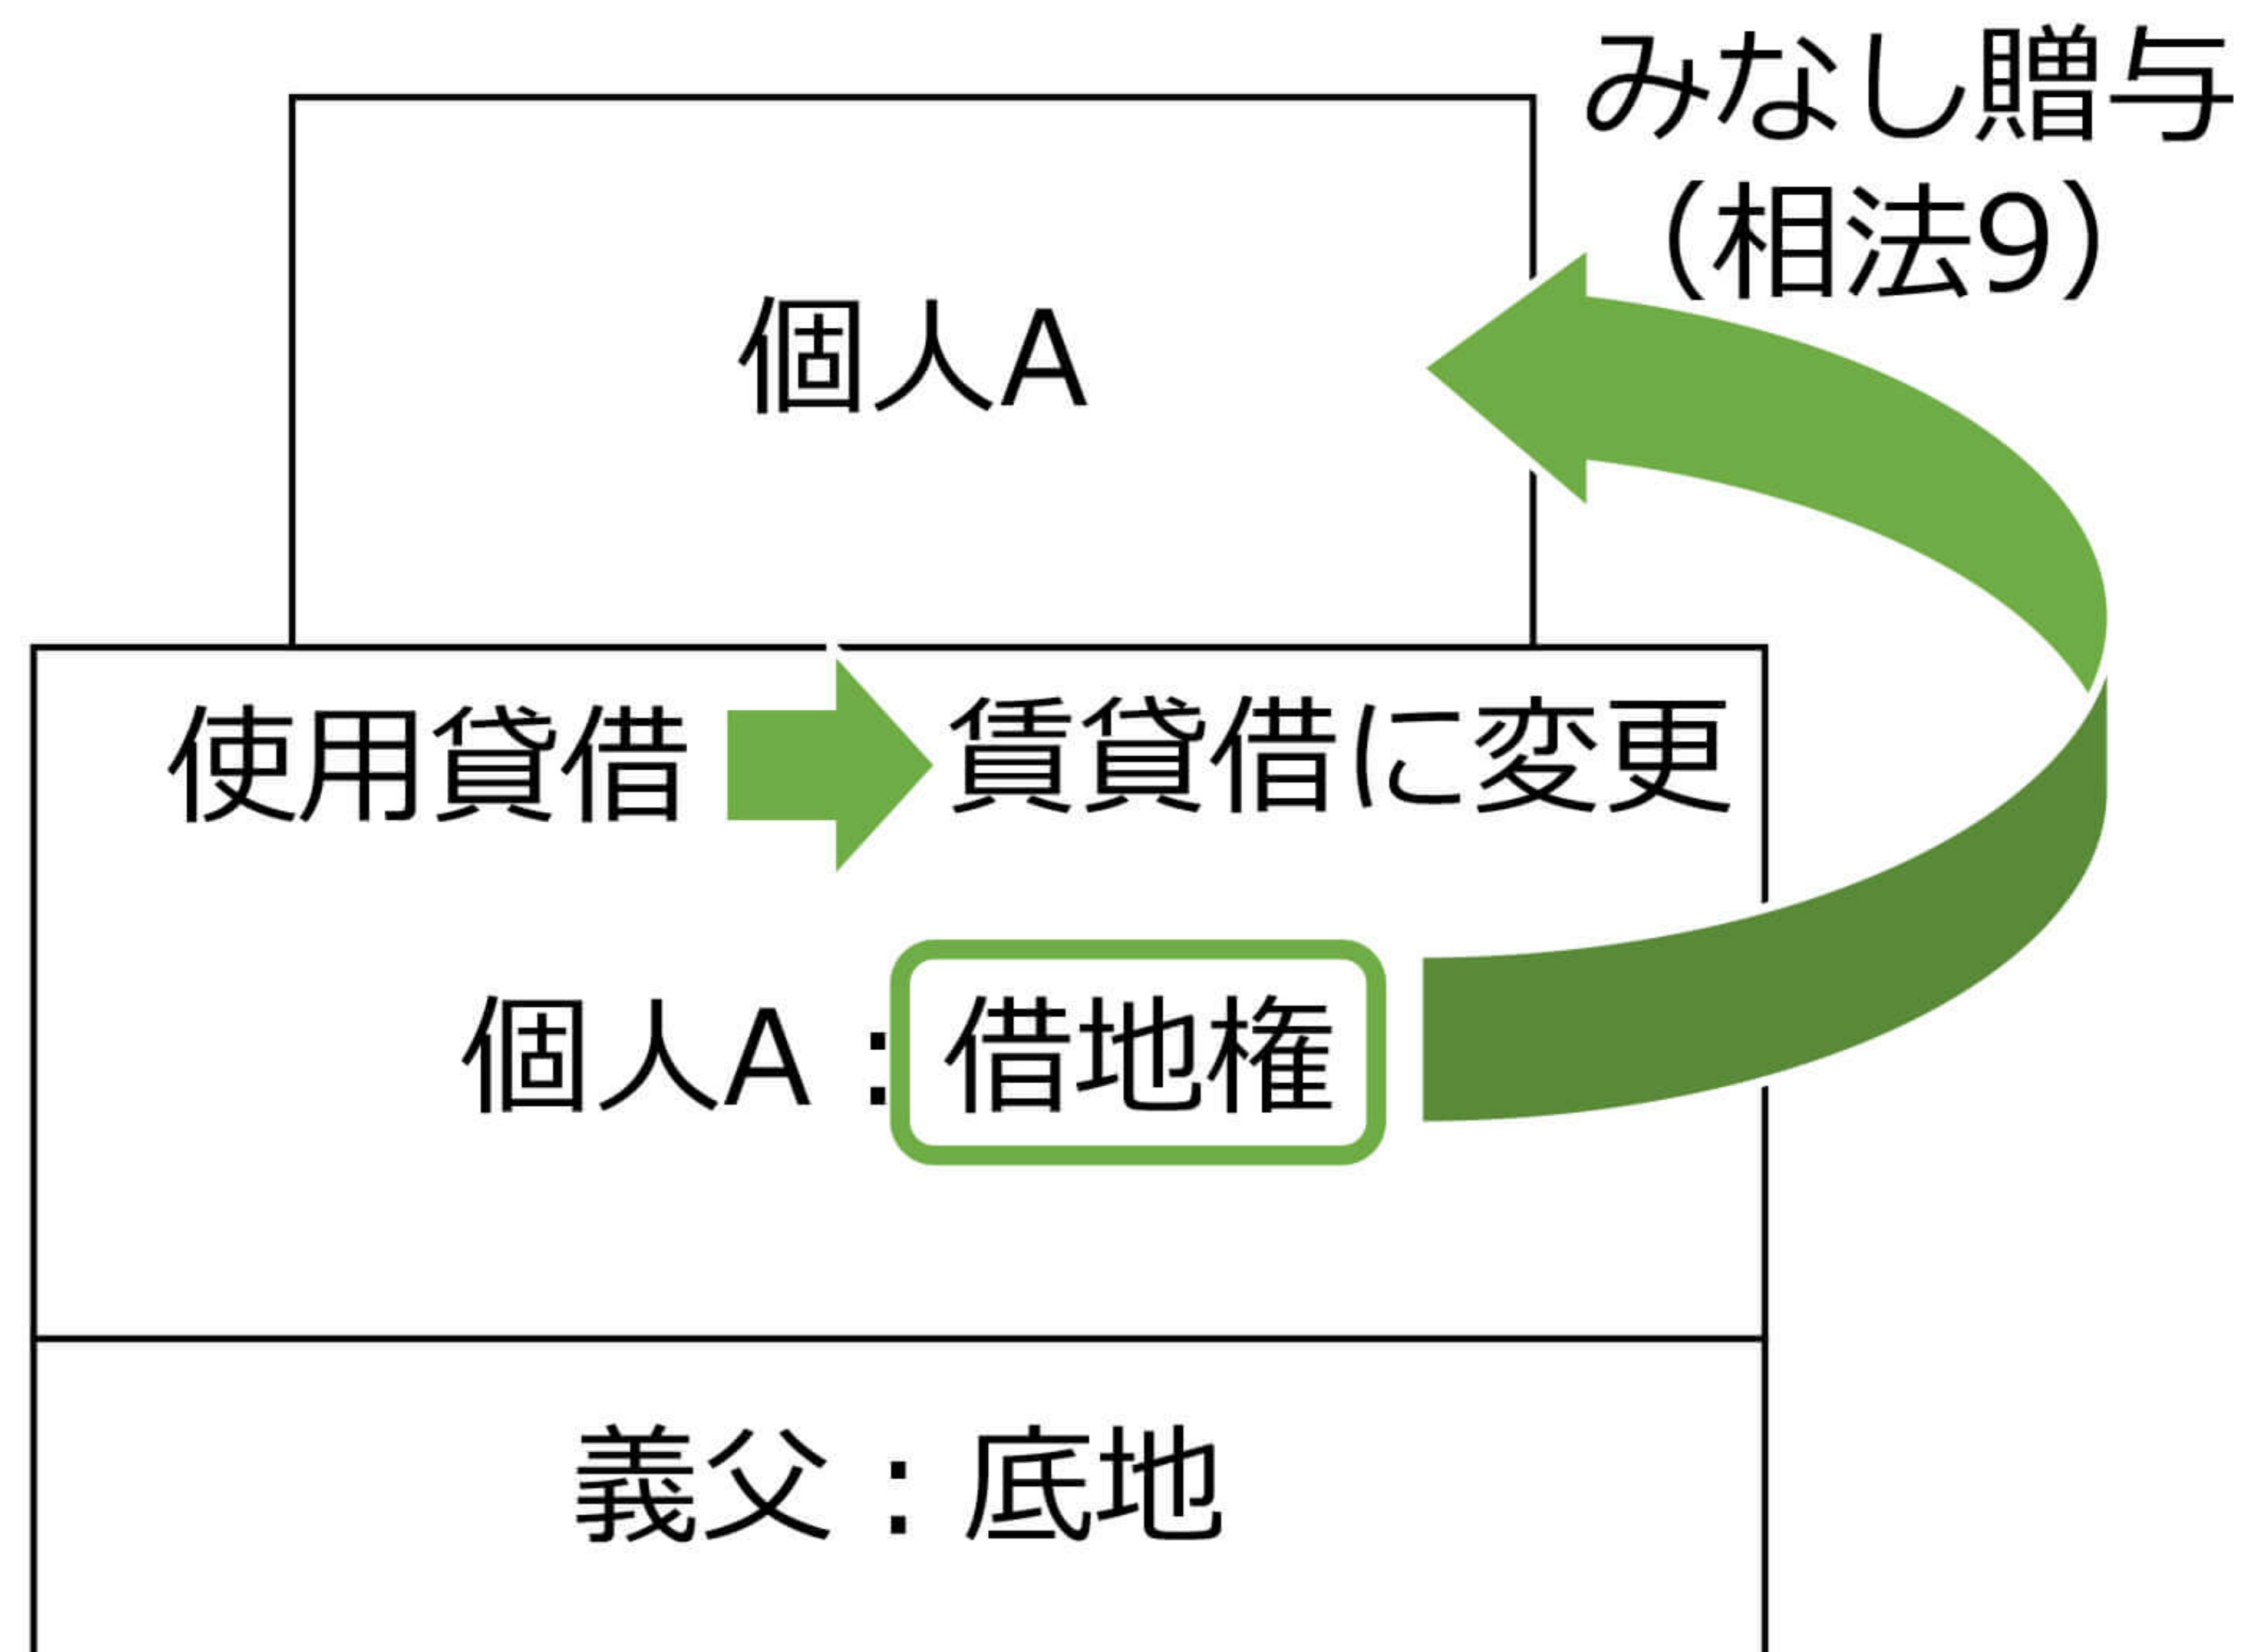 みなし贈与
（相法9）
個人A
使用貸借
賃貸借に変更
個人A：借地権
義父：底地